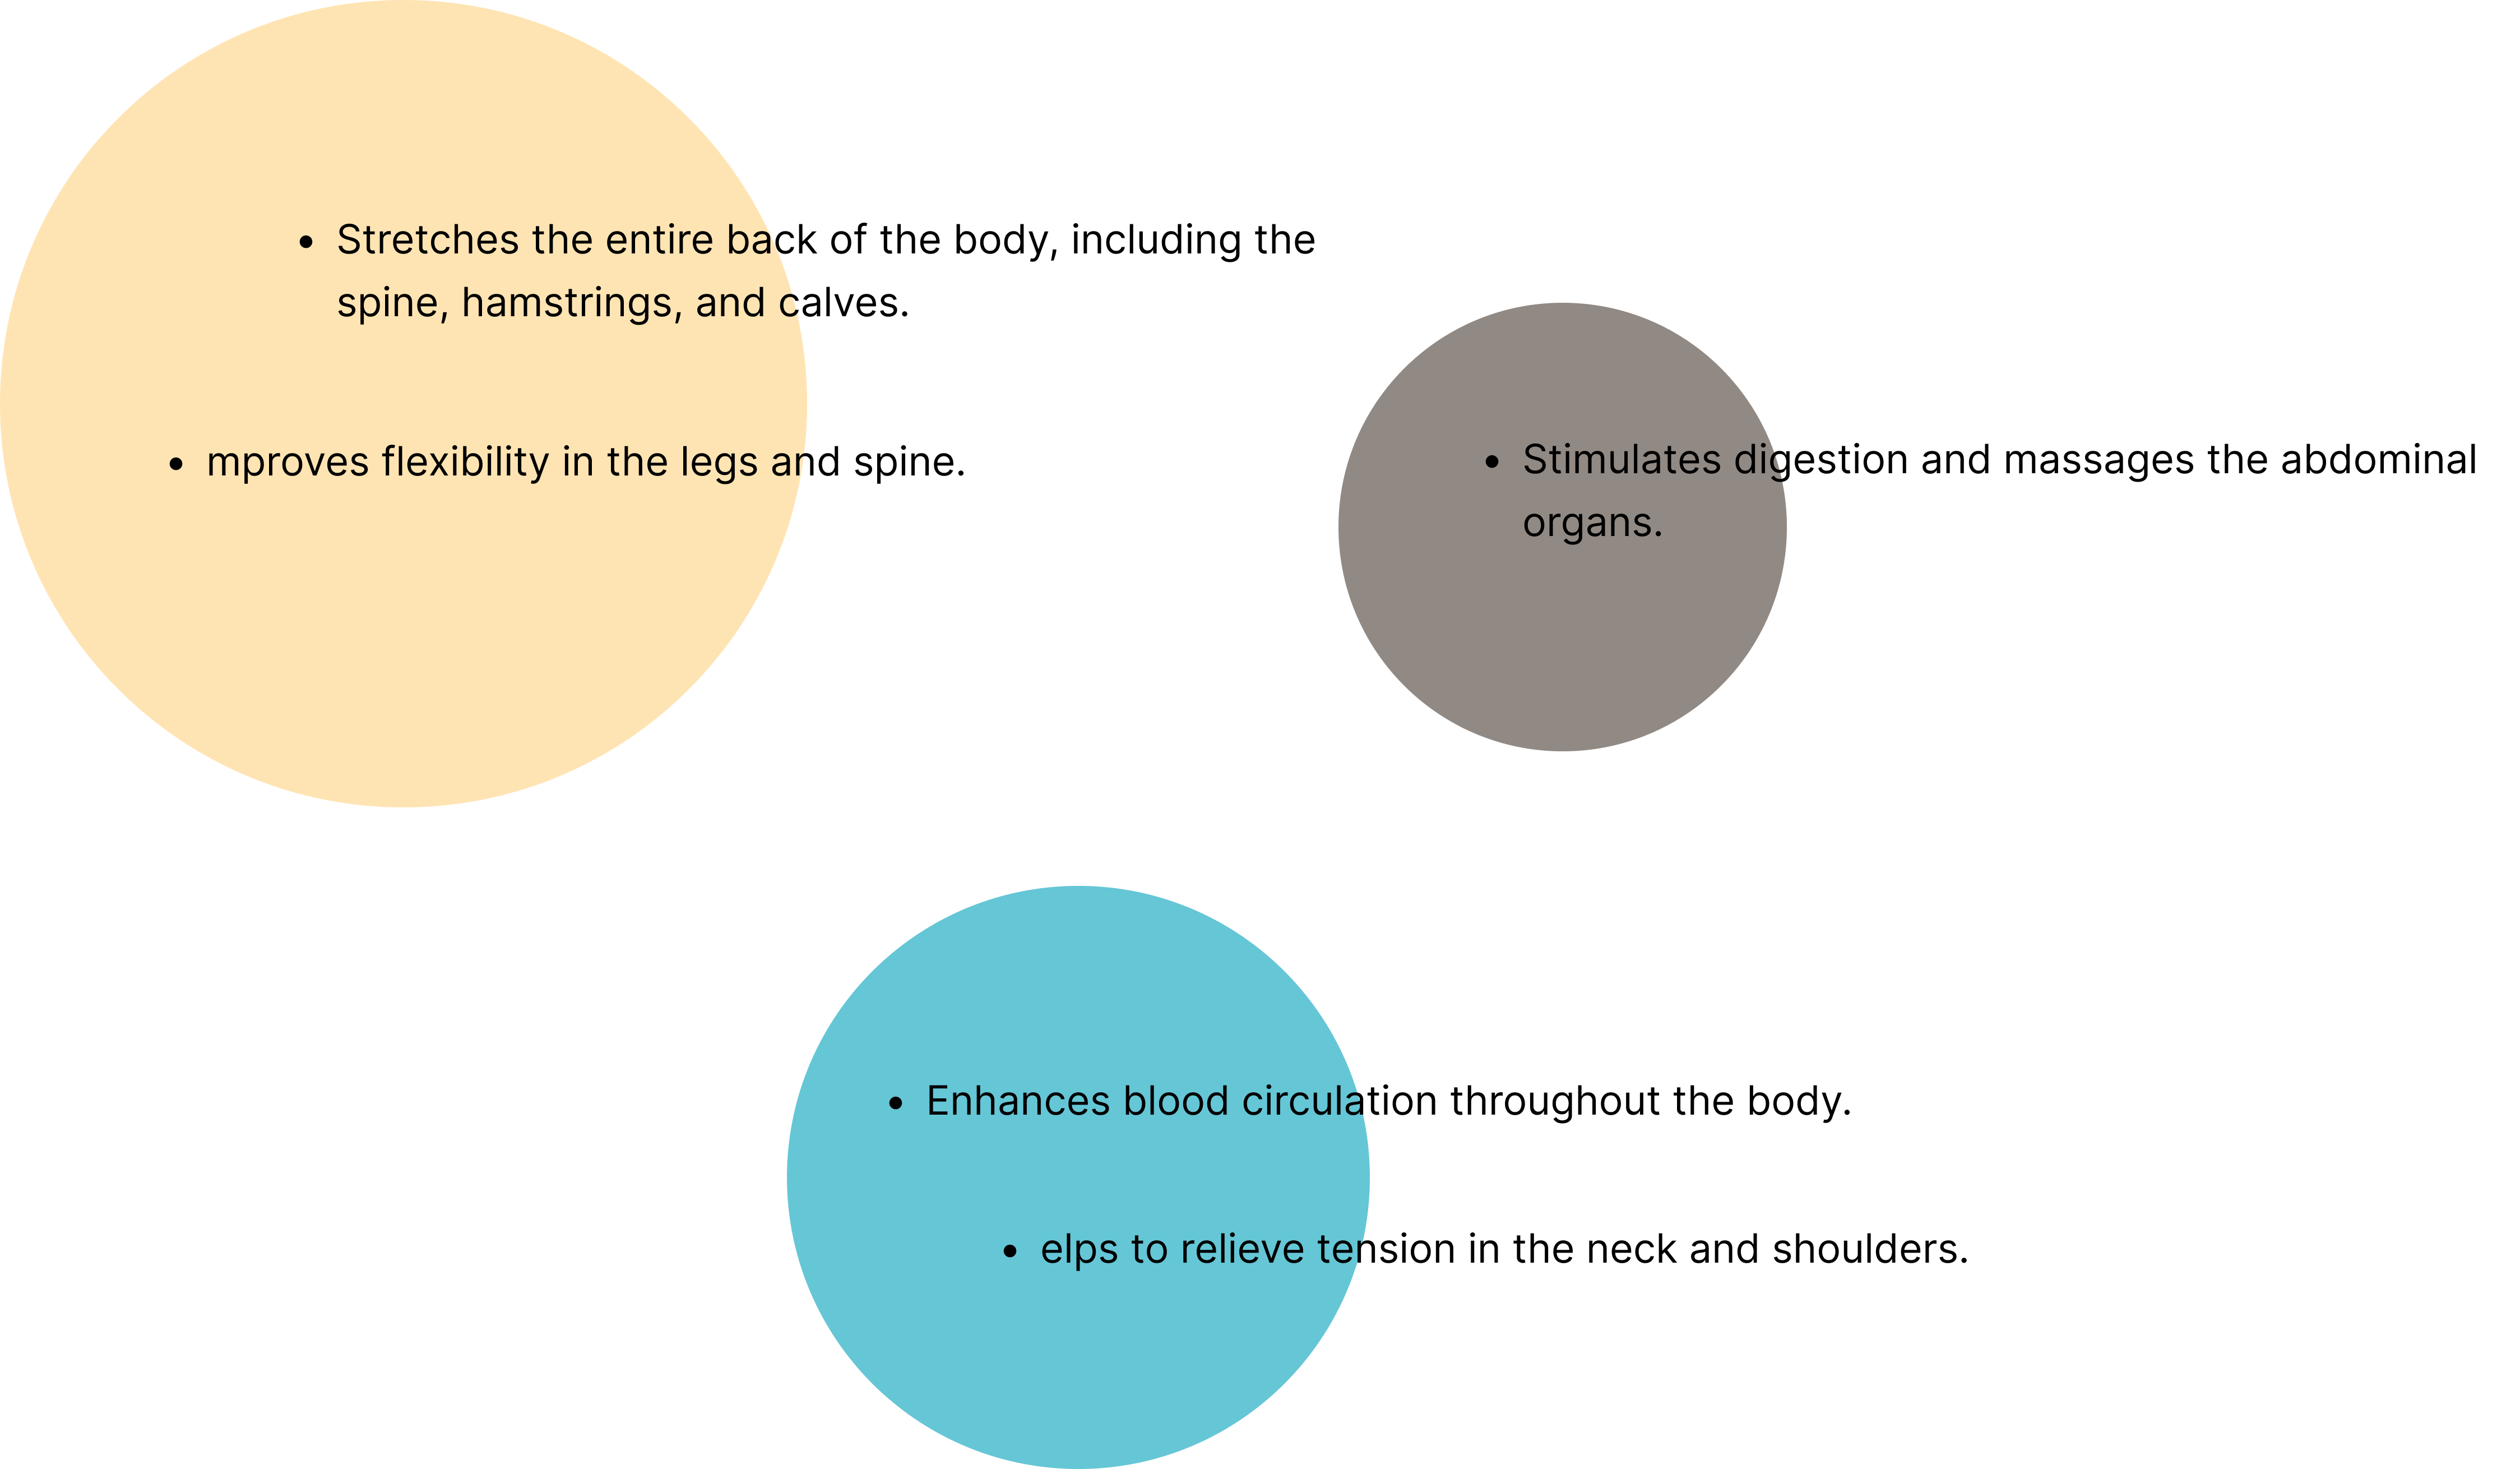 • Stretches the entire back of the body, including the
spine, hamstrings, and calves.
• mproves flexibility in the legs and spine.
• Stimulates digestion and massages the abdominal
organs.
• Enhances blood circulation throughout the body.
• elps to relieve tension in the neck and shoulders.